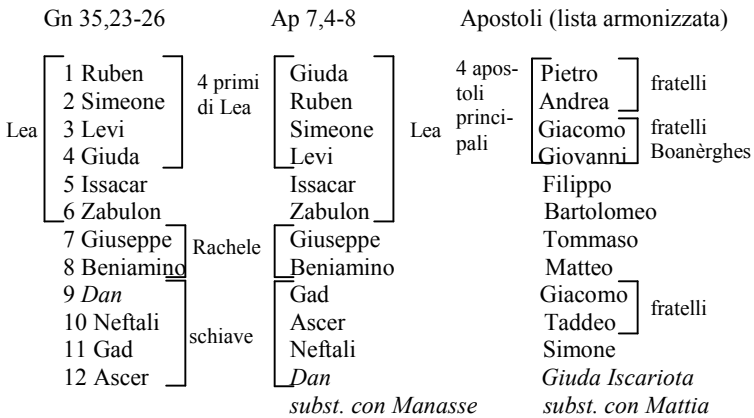 Gn 35,23-26 Ap 7,4-8 Apostoli (lista armonizzata)
1 Ruben 4 primi Giuda 4 apos- Pietro fratelli
2 Simeone di Lea Ruben toli Andrea
Lea 3 Levi Simeone Lea princi- Giacomo fratelli
4 Giuda Levi pali Giovanni Boanèrghes
5 Issacar Issacar Filippo
6 Zabulon Zabulon Bartolomeo
7 Giuseppe Rachele Giuseppe Tommaso
8 Beniamino Beniamino Matteo
9 Dan Gad Giacomo fratelli
10 Neftali schiave Ascer Taddeo
11 Gad Neftali Simone
12 Ascer Dan Giuda Iscariota
subst. con Manasse subst. con Mattia